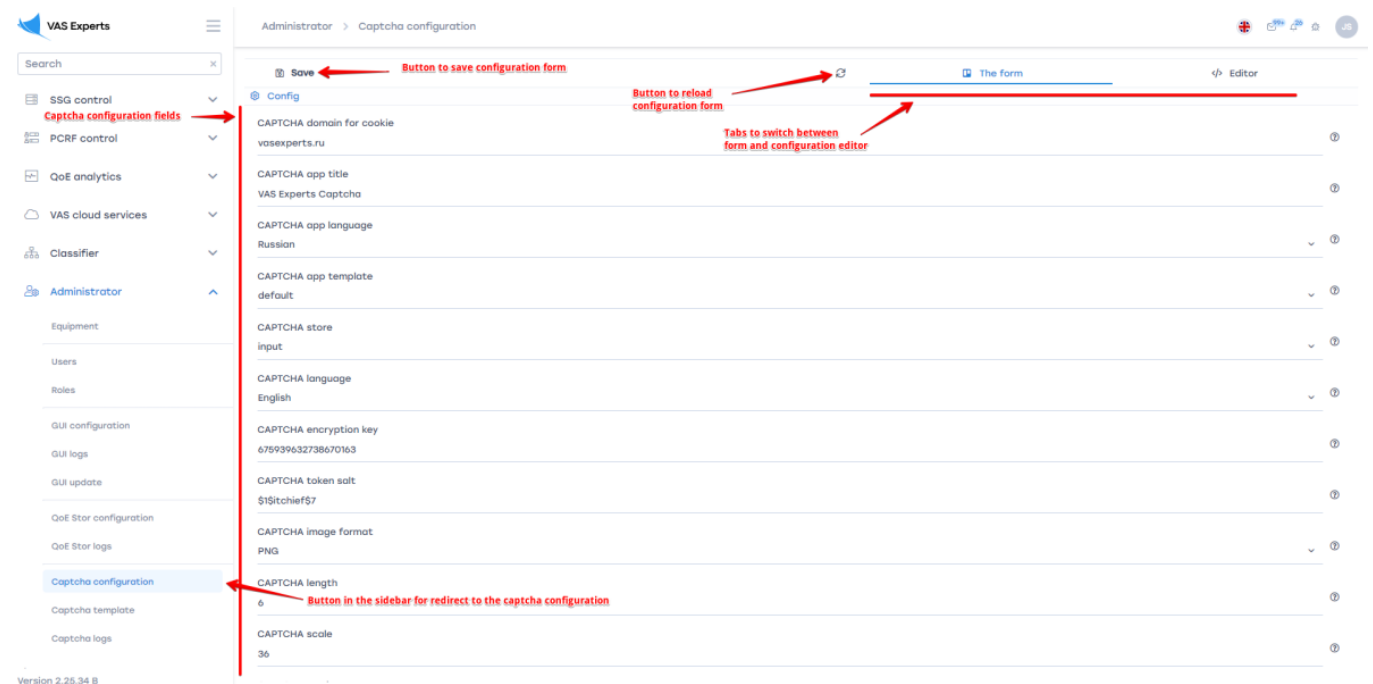 VAS Experts
Administrator > Captcha configuration
99+
26
JS
Search
Save
Button to save configuration form
The form
</> Editor
Config
Button to reload
configuration form
SSG control
Captcha configuration fields
PCRF control
QoE analytics
VAS cloud services
Classifier
Administrator
Equipment
Users
Roles
GUI configuration
GUI logs
GUI update
QoE Stor configuration
QoE Stor logs
Captcha configuration
Captcha template
Captcha logs
Version 2.25.34 B
Tabs to switch between
form and configuration editor
CAPTCHA domain for cookie
vasexperts.ru
CAPTCHA app title
VAS Experts Captcha
CAPTCHA app language
Russian
CAPTCHA app template
default
CAPTCHA store
input
CAPTCHA language
English
CAPTCHA encryption key
675939632738670163
CAPTCHA token salt
$1$itchief$7
CAPTCHA image format
PNG
CAPTCHA length
6
Button in the sidebar for redirect to the captcha configuration
CAPTCHA scale
36